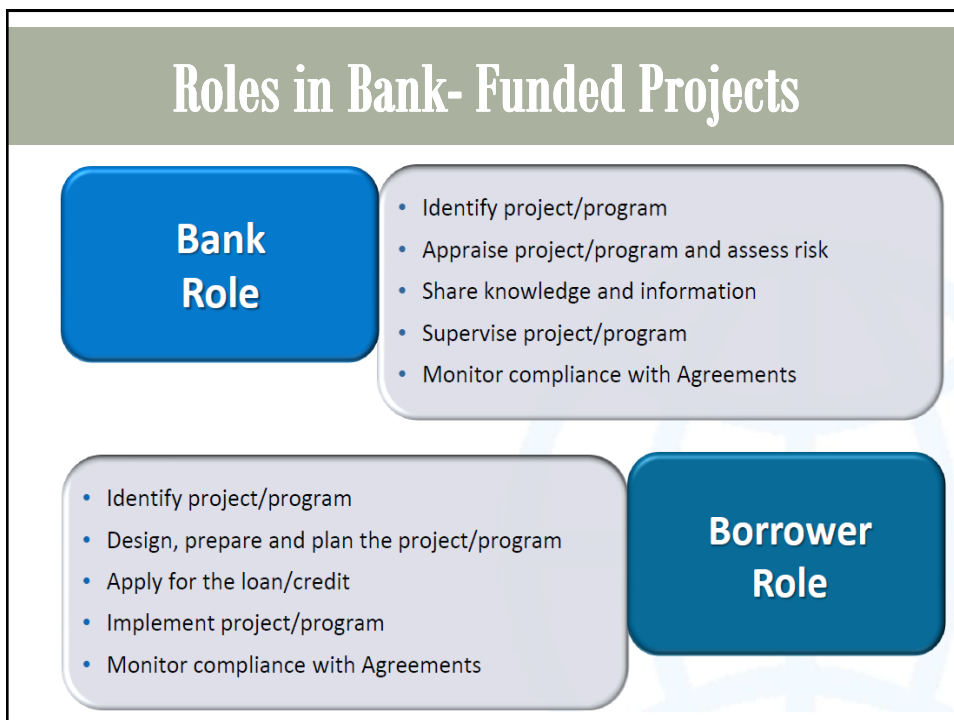 Roles in Bank- Funded Projects
Bank
Role
• Identify project/program
• Appraise project/program and assess risk
• Share knowledge and information
• Supervise project/program
• Monitor compliance with Agreements
• Identify project/program
• Design, prepare and plan the project/program
• Apply for the loan/credit
• Implement project/program
• Monitor compliance with Agreements
Borrower
Role